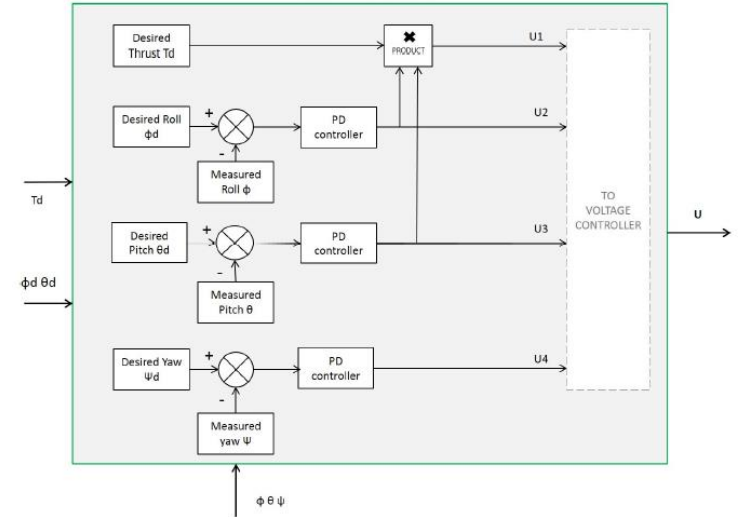 Desired
Thrust Td
✖
PRODUCT
U1
Desired Roll
ϕd
+
-
PD
controller
U2
Measured
Roll ϕ
Td
TO
VOLTAGE
CONTROLLER
U
Desired
Pitch θd
+
-
PD
controller
U3
Measured
Pitch θ
ϕd θd
Desired Yaw
Ψd
+
-
PD
controller
U4
Measured
yaw Ψ
ϕ θ ψ